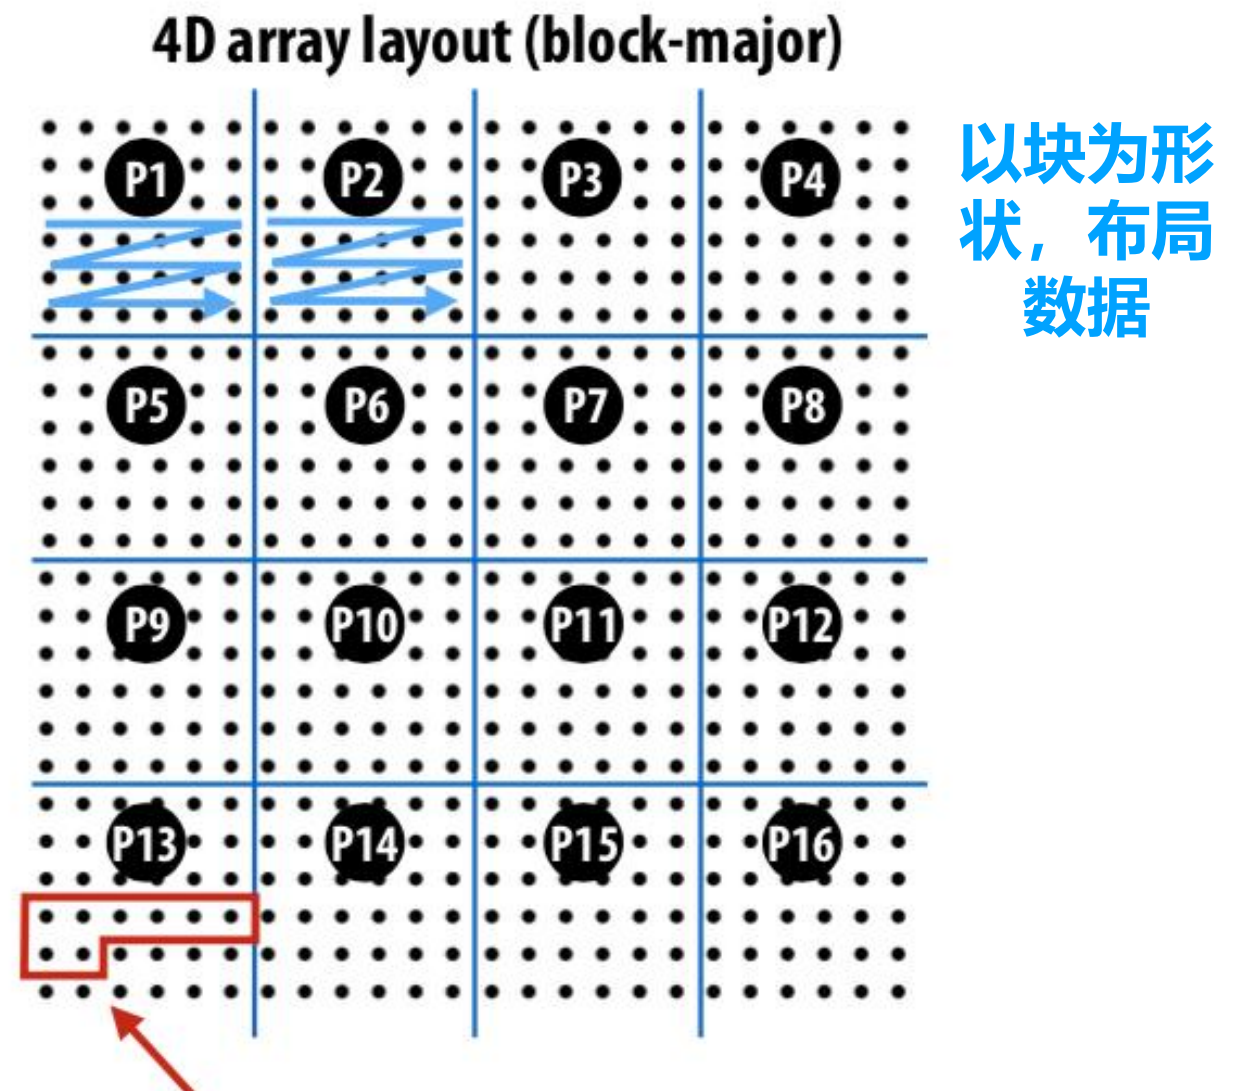 4D array layout (block-major)
以块为形
状，布局
数据
P1 P2 P3 P4
P5 P6 P7 P8
P9 P10 P11 P12
P13 P14 P15 P16